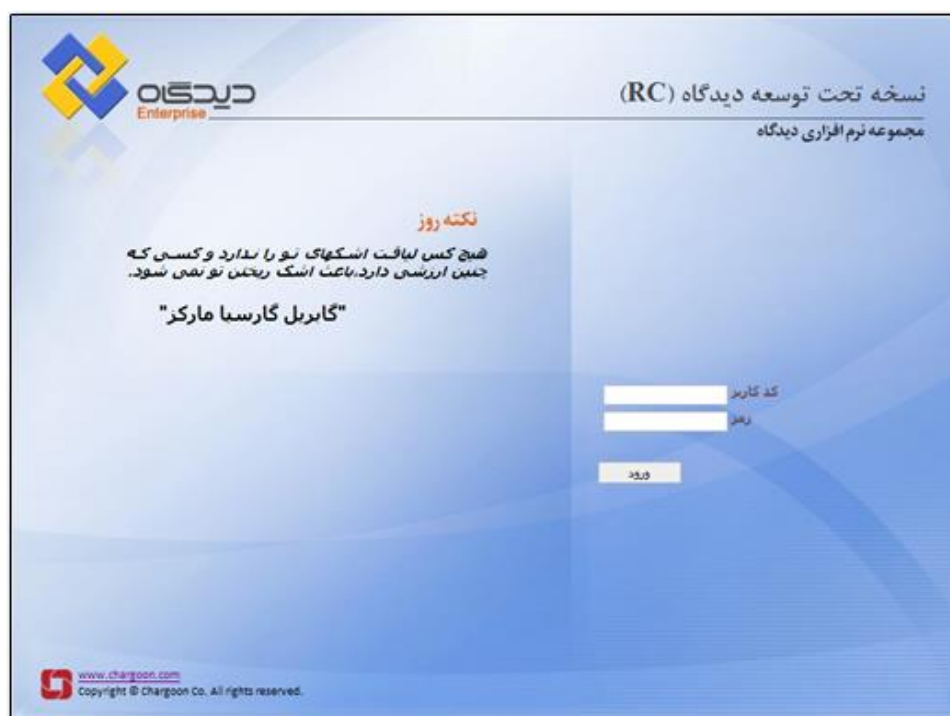 دیدگاه
Enterprise
نسخه تحت توسعه دیدگاه (RC)
مجموعه نرم افزاری دیدگاه
نکته روز
هیچ کس لیاقت اشکهای تو را ندارد و کسی که
چنین ارزشی دارد،باعث اشک ریختن تو نمی شود.
"گابریل گارسیا مارکز"
کد کاربر
رمز
ورود
www.chargoon.com
Copyright © Chargoon Co. All rights reserved.